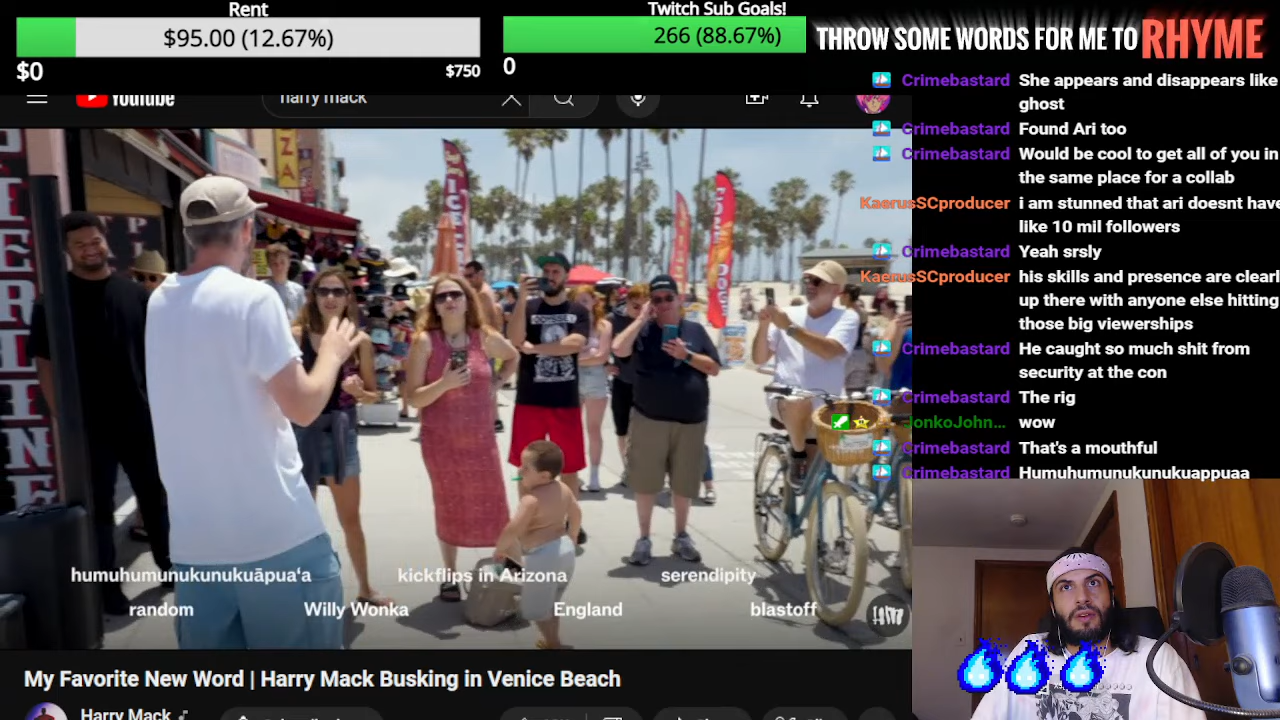 Rent
$95.00 (12.67%)
$0
$750
Twitch Sub Goals!
266 (88.67%)
0
THROW SOME WORDS FOR ME TO RHYME
YouTube
harry mack
Crimebastard She appears and disappears like
ghost
Crimebastard Found Ari too
Crimebastard Would be cool to get all of you in
the same place for a collab
KaerusSCproducer i am stunned that ari doesnt have
like 10 mil followers
Crimebastard Yeah srsly
KaerusSCproducer his skills and presence are clearl
up there with anyone else hitting
those big viewerships
Crimebastard He caught so much shit from
security at the con
Crimebastard The rig
JonkoJohn... wow
Crimebastard That's a mouthful
Crimebastard Humuhumunukunukuappuaa
ICE
humuhumunukunukuāpuaʻa
kickflips in Arizona
serendipity
random
Willy Wonka
England
blastoff
My Favorite New Word | Harry Mack Busking in Venice Beach
Harry Mack